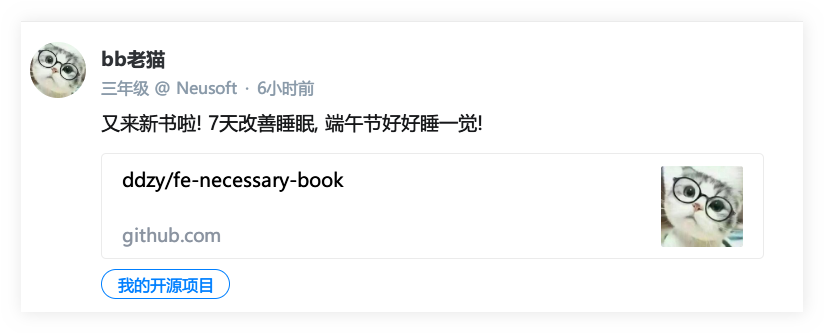 bb老猫
三年级 @ Neusoft · 6小时前
又来新书啦! 7天改善睡眠, 端午节好好睡一觉!
ddzy/fe-necessary-book
github.com
我的开源项目